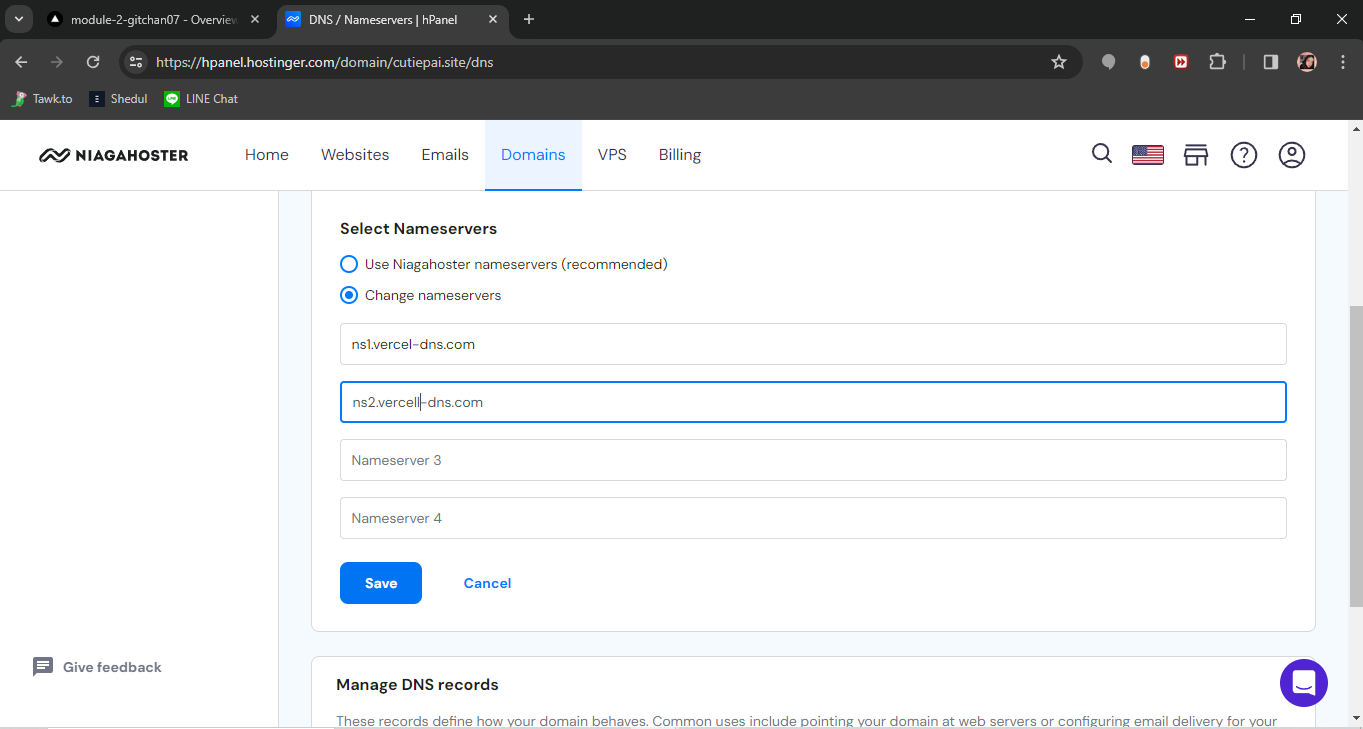 module-2-gitchan07 - Overview
DNS / Nameservers | hPanel
https://hpanel.hostinger.com/domain/cutiepai.site/dns
Tawk.to
Shedul
LINE Chat
NIAGAHOSTER
Home
Websites
Emails
Domains
VPS
Billing
Select Nameservers
Use Niagahoster nameservers (recommended)
Change nameservers
ns1.vercel-dns.com
ns2.vercell-dns.com
Nameserver 3
Nameserver 4
Save
Cancel
Give feedback
Manage DNS records
These records define how your domain behaves. Common uses include pointing your domain at web servers or configuring email delivery for your